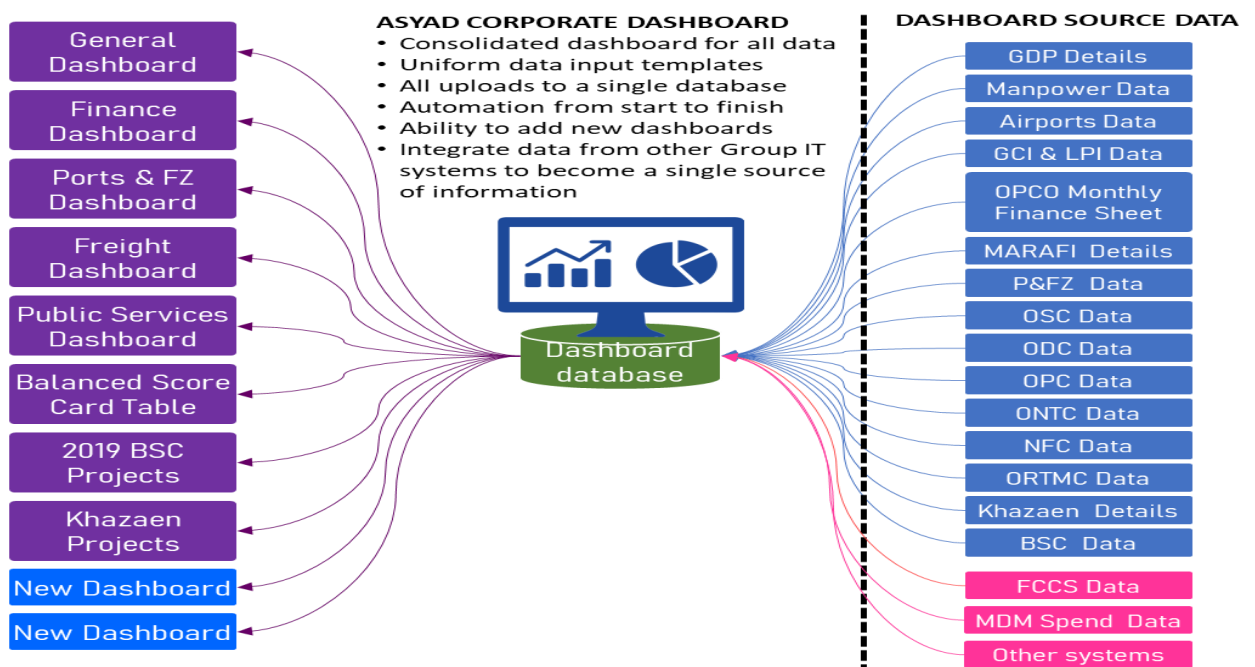 General
Dashboard
Finance
Dashboard
Ports & FZ
Dashboard
Freight
Dashboard
Public Services
Dashboard
Balanced Score
Card Table
2019 BSC
Projects
Khazaen
Projects
New Dashboard
New Dashboard
ASYAD CORPORATE DASHBOARD
• Consolidated dashboard for all data
• Uniform data input templates
• All uploads to a single database
• Automation from start to finish
• Ability to add new dashboards
• Integrate data from other Group IT
systems to become a single source
of information
Dashboard
database
DASHBOARD SOURCE DATA
GDP Details
Manpower Data
Airports Data
GCI & LPI Data
OPCO Monthly
Finance Sheet
MARAFI Details
P&FZ Data
OSC Data
ODC Data
OPC Data
ONTC Data
NFC Data
ORTMC Data
Khazaen Details
BSC Data
FCCS Data
MDM Spend Data
Other systems